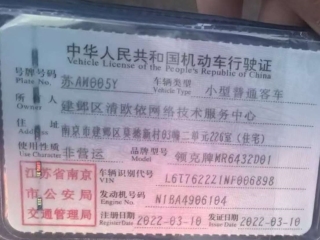 中华人民共和国机动车行驶证
Vehicle License of the People's Republic of China
号牌号码 苏AW005Y 车辆类型 小型普通客车
Plate No. Vehicle Type
所有人 建邺区清欧依网络技术服务中心
Owner
住址 南京市建邺区莫愁新村03幢二单元226室(住宅)
Address
使用性质 非营运 品牌型号 领克牌MR6432D01
Use Character Model
江苏省南京 车辆识别代号 L6T7622Z1NF006898
VIN
市公安局 发动机号码 N1BA4906104
Engine No.
交通管理局 注册日期 2022-03-10 发证日期 2022-03-10
Register Date Issue Date